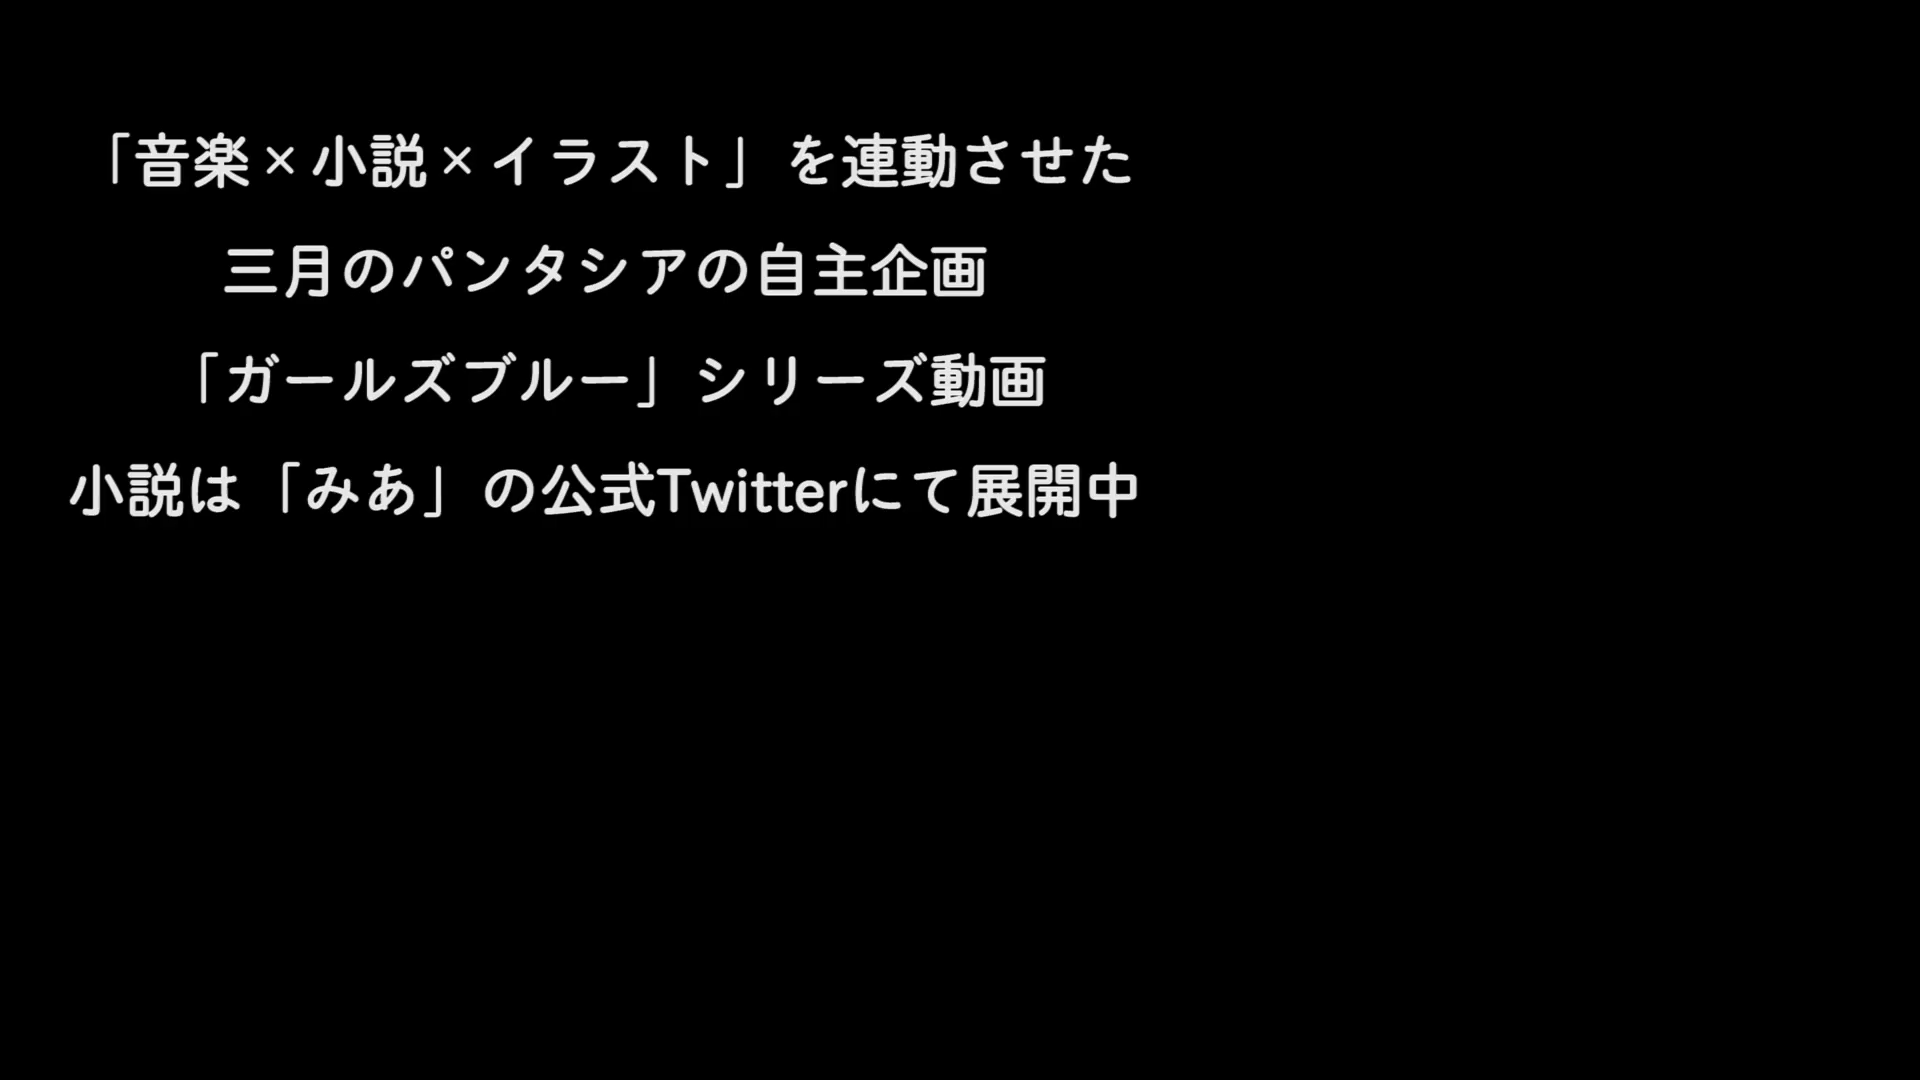 「音楽×小説×イラスト」を連動させた
三月のパンタシアの自主企画
「ガールズブルー」シリーズ動画
小説は「みあ」の公式Twitterにて展開中